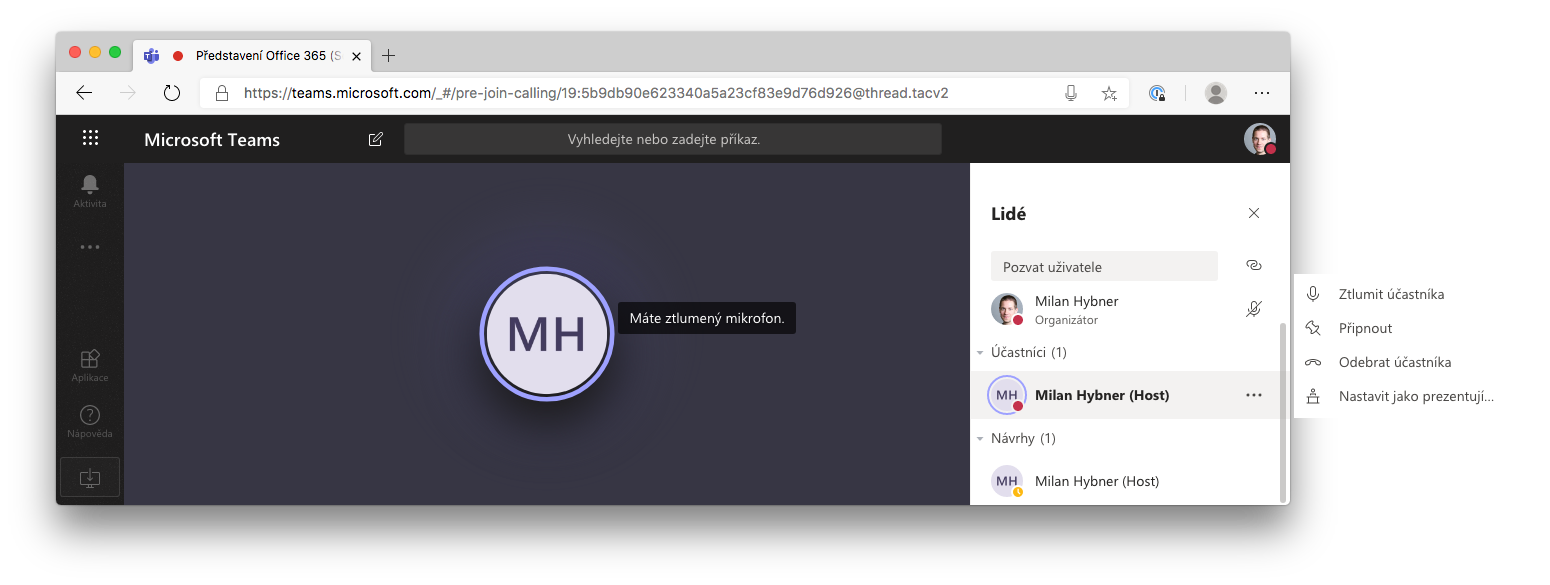 Představení Office 365 (S
https://teams.microsoft.com/_#/pre-join-calling/19:5b9db90e623340a5a23cf83e9d76d926@thread.tacv2
Microsoft Teams
Vyhledejte nebo zadejte příkaz.
Aktivita
Aplikace
Nápověda
MH
Máte ztlumený mikrofon.
Lidé
Pozvat uživatele
Milan Hybner
Organizátor
Účastníci (1)
MH Milan Hybner (Host)
Návrhy (1)
MH Milan Hybner (Host)
Ztlumit účastníka
Připnout
Odebrat účastníka
Nastavit jako prezentují...